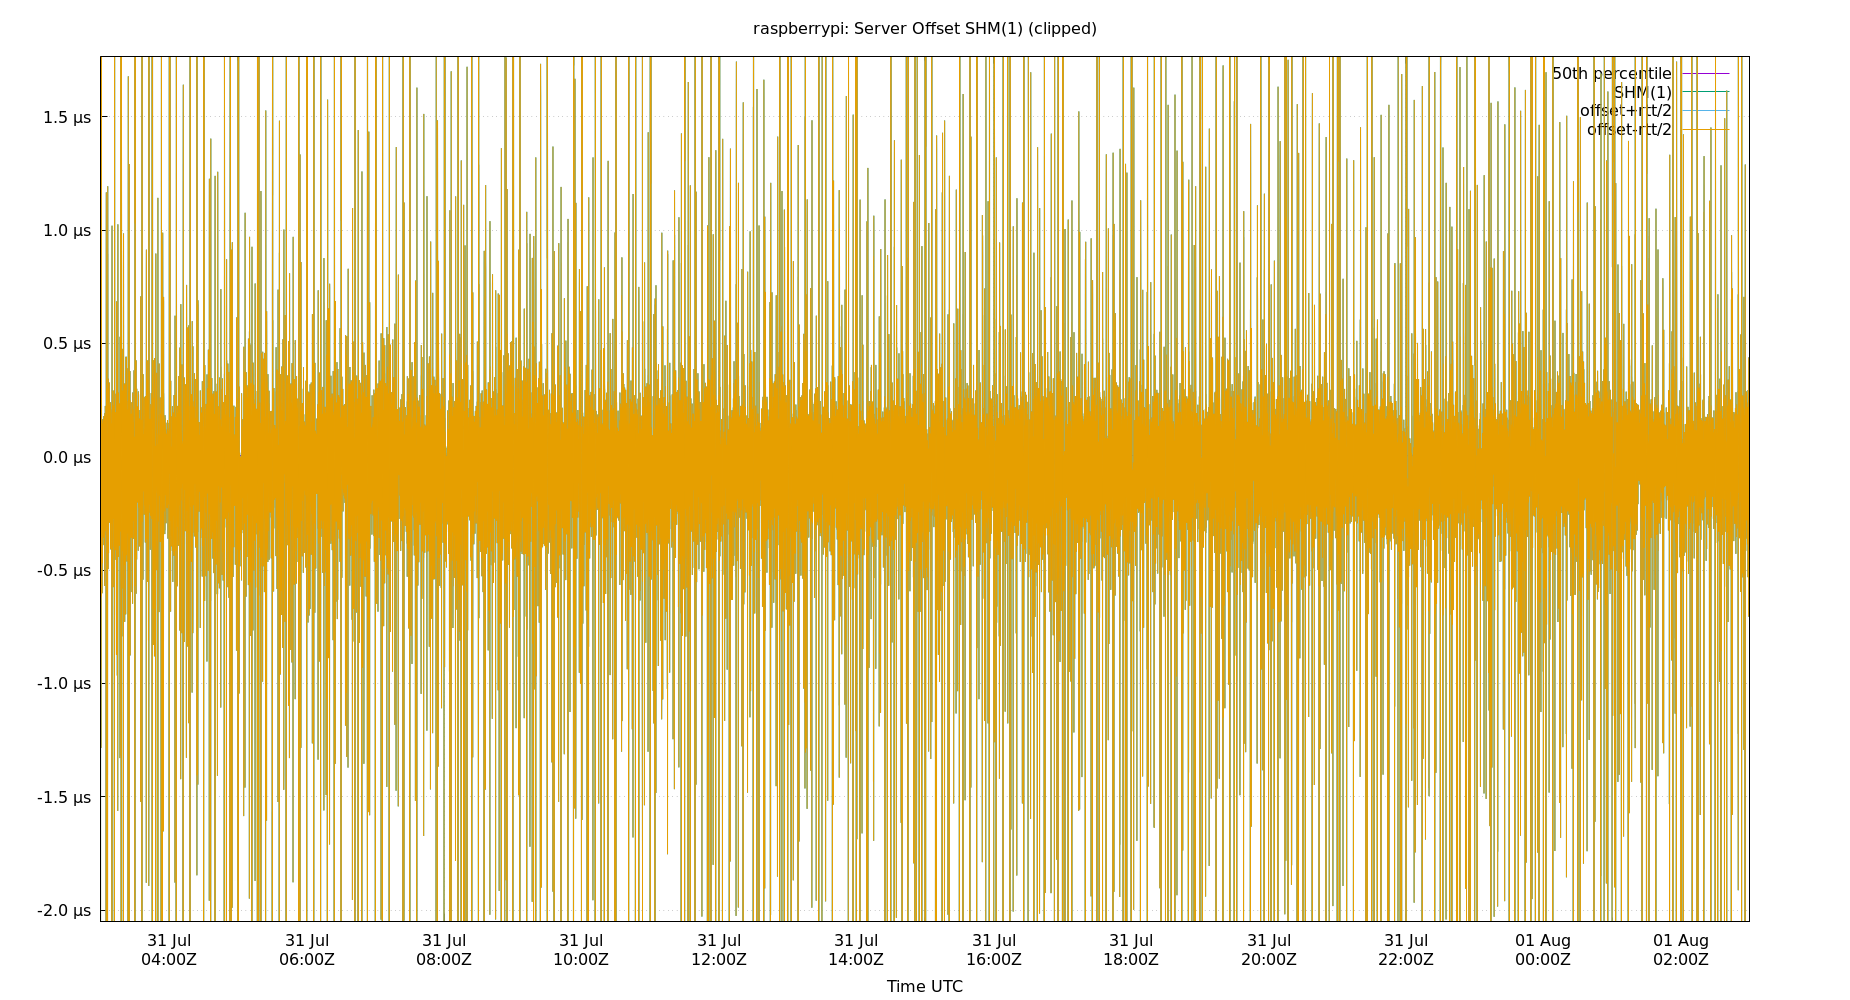 raspberrypi: Server Offset SHM(1) (clipped)
50th percentile
SHM(1)
offset+rtt/2
offset-rtt/2
1.5 µs
1.0 µs
0.5 µs
0.0 µs
-0.5 µs
-1.0 µs
-1.5 µs
-2.0 µs
31 Jul 31 Jul 31 Jul 31 Jul 31 Jul 31 Jul 31 Jul 31 Jul 31 Jul 31 Jul 01 Aug 01 Aug
04:00Z 06:00Z 08:00Z 10:00Z 12:00Z 14:00Z 16:00Z 18:00Z 20:00Z 22:00Z 00:00Z 02:00Z
Time UTC